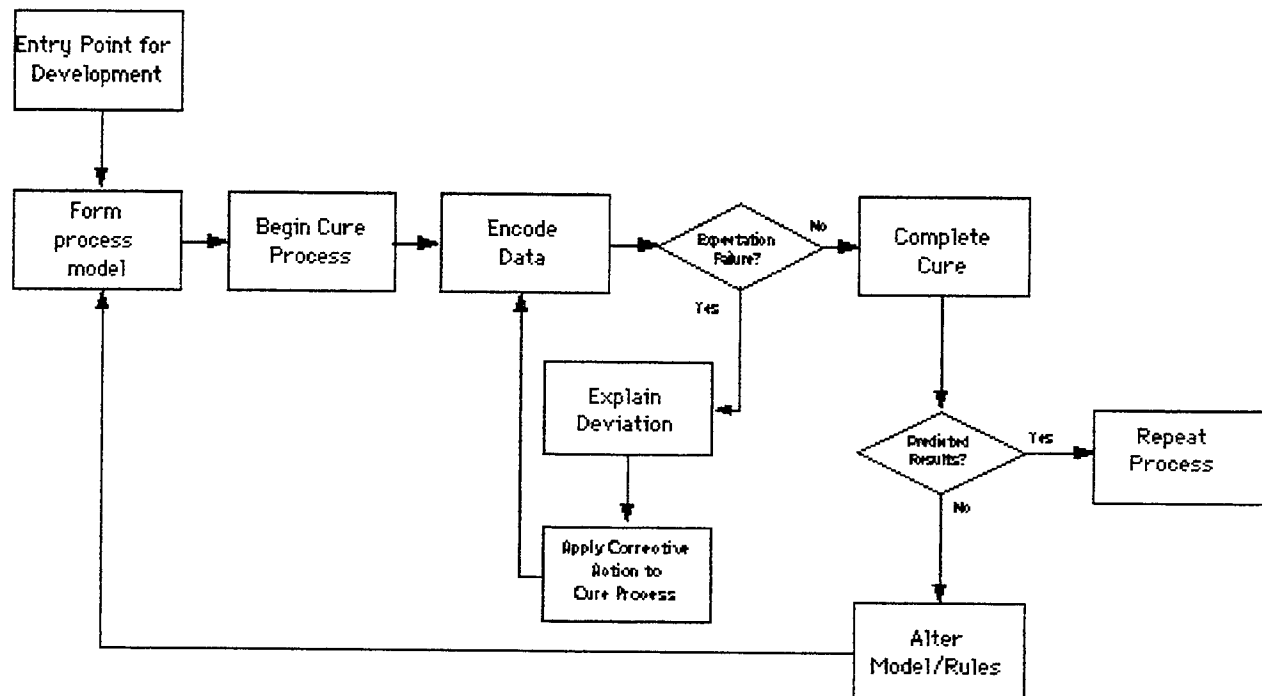 Entry Point for
Development
Form
process
model
Begin Cure
Process
Encode
Data
Expectation
Failure?
No
Yes
Complete
Cure
Explain
Deviation
Apply Corrective
Action to
Cure Process
Predicted
Results?
Yes
No
Repeat
Process
Alter
Model/Rules